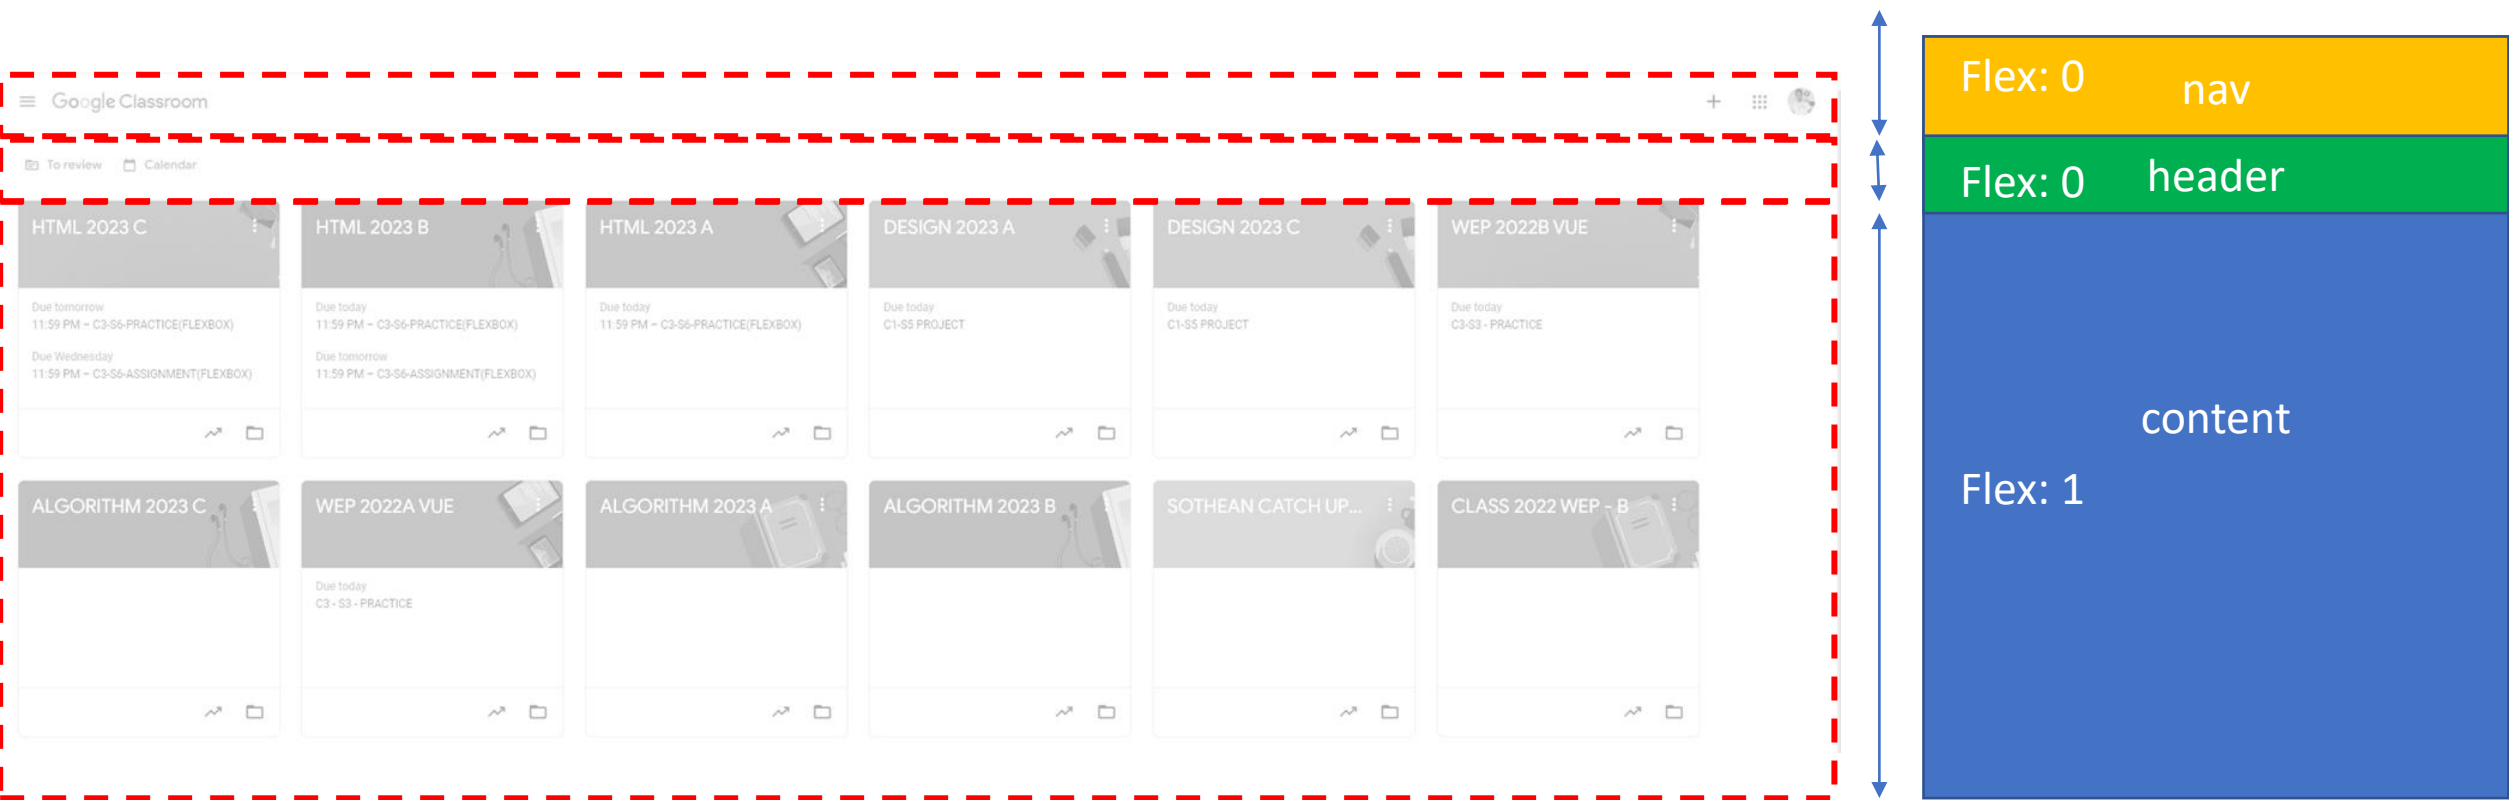 Google Classroom
To review Calendar
HTML 2023 C
Due tomorrow
11:59 PM – C3-S6-PRACTICE(FLEXBOX)
Due Wednesday
11:59 PM – C3-S6-ASSIGNMENT(FLEXBOX)
HTML 2023 B
Due today
11:59 PM – C3-S6-PRACTICE(FLEXBOX)
Due tomorrow
11:59 PM – C3-S6-ASSIGNMENT(FLEXBOX)
HTML 2023 A
Due today
11:59 PM – C3-S6-PRACTICE(FLEXBOX)
DESIGN 2023 A
Due today
C1-S5 PROJECT
DESIGN 2023 C
Due today
C1-S5 PROJECT
WEP 2022B VUE
Due today
C3-S3 - PRACTICE
ALGORITHM 2023 C
WEP 2022A VUE
Due today
C3 - S3 - PRACTICE
ALGORITHM 2023 A
ALGORITHM 2023 B
SOTHEAN CATCH UP...
CLASS 2022 WEP - B
Flex: 0 nav
Flex: 0 header
content
Flex: 1